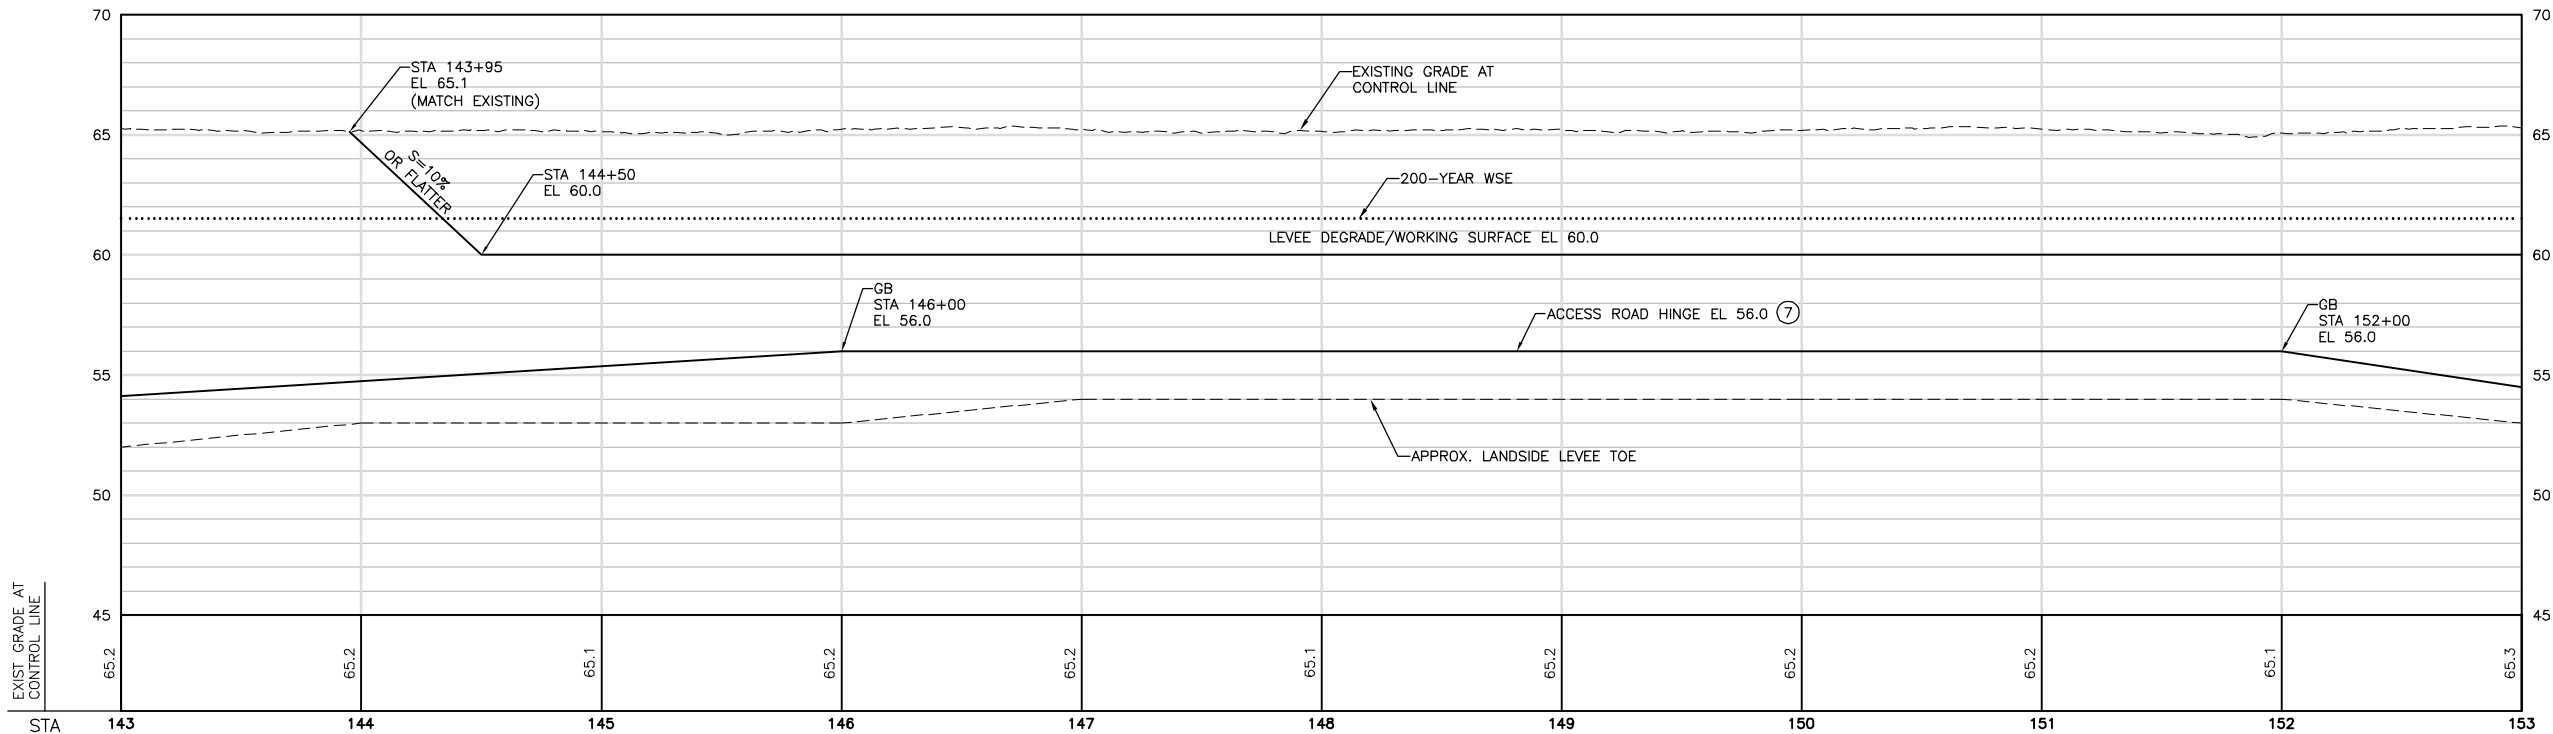 70
70
STA 143+95
EL 65.1
(MATCH EXISTING)
EXISTING GRADE AT
CONTROL LINE
65
65
S=10%
OR FLATTER
STA 144+50
EL 60.0
200-YEAR WSE
LEVEE DEGRADE/WORKING SURFACE EL 60.0
60
60
GB
STA 146+00
EL 56.0
ACCESS ROAD HINGE EL 56.0 7
GB
STA 152+00
EL 56.0
55
55
APPROX. LANDSIDE LEVEE TOE
50
50
45
45
EXIST GRADE AT
CONTROL LINE
65.2
65.2
65.1
65.2
65.2
65.1
65.2
65.2
65.2
65.1
65.3
STA 143 144 145 146 147 148 149 150 151 152 153